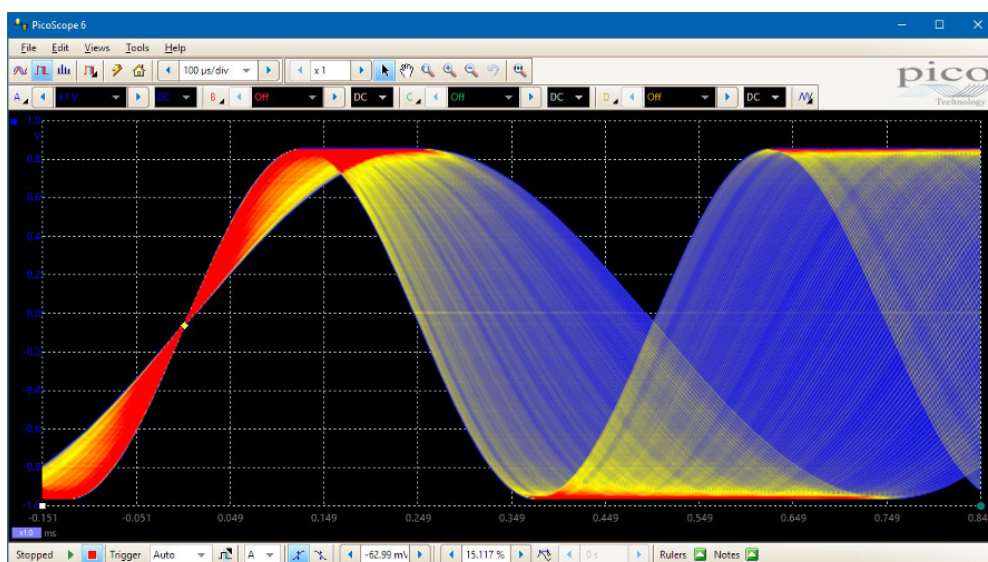 PicoScope 6
File Edit Views Tools Help
100 µs/div x 1
A ±1 V DC B Off DC C Off DC D Off DC
pico
Technology
1.0
V
0.8
0.6
0.4
0.2
0.0
-0.2
-0.4
-0.6
-0.8
-1.0
-0.151 -0.051 0.049 0.149 0.249 0.349 0.449 0.549 0.649 0.749 0.84
x1.0 ms
Stopped Trigger Auto A -62.99 mV 15.117 % 0 s Rulers Notes